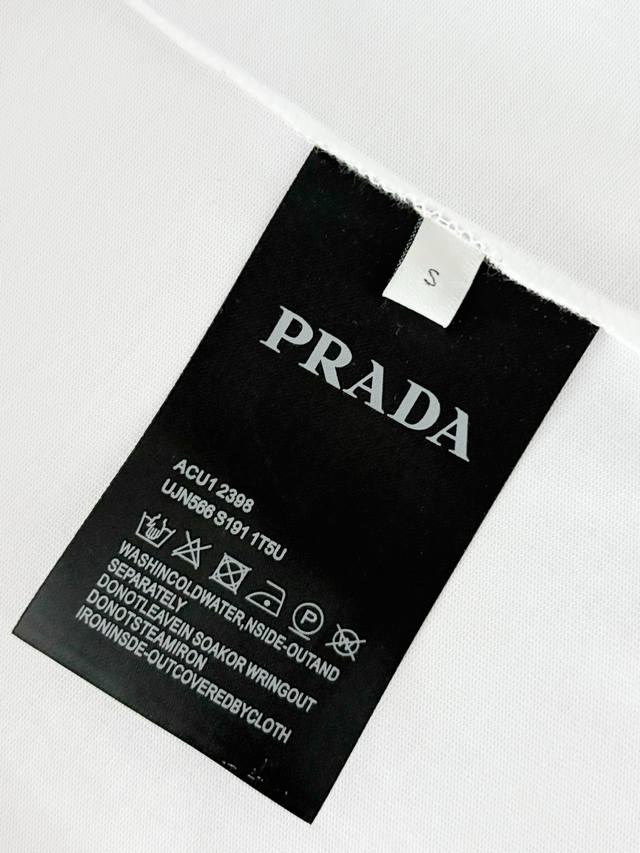 S
PRADA
ACU1 2398
UJN566 S191 1T5U
P
WASHINCOLDWATER,NSIDE-OUTAND
SEPARATELY
DONOTLEAVEIN SOAKOR WRINGOUT
DONOTSTEAMIRON
IRONINSDE-OUTCOVEREDBYCLOTH